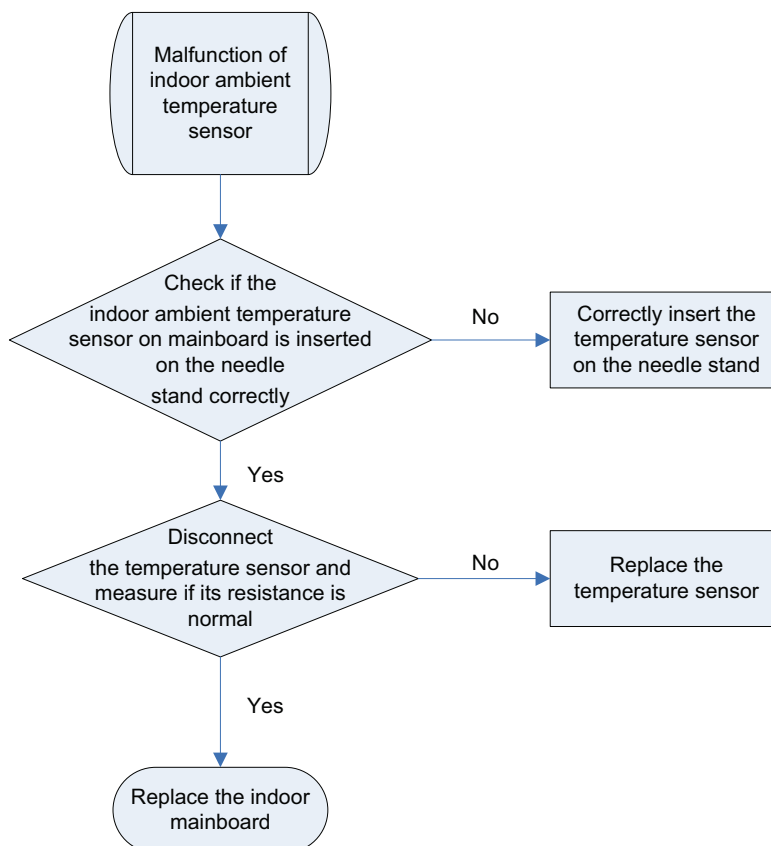 Malfunction of
indoor ambient
temperature
sensor
Check if the
indoor ambient temperature
sensor on mainboard is inserted
on the needle
stand correctly
No
Correctly insert the
temperature sensor
on the needle stand
Yes
Disconnect
the temperature sensor and
measure if its resistance is
normal
No
Replace the
temperature sensor
Yes
Replace the indoor
mainboard